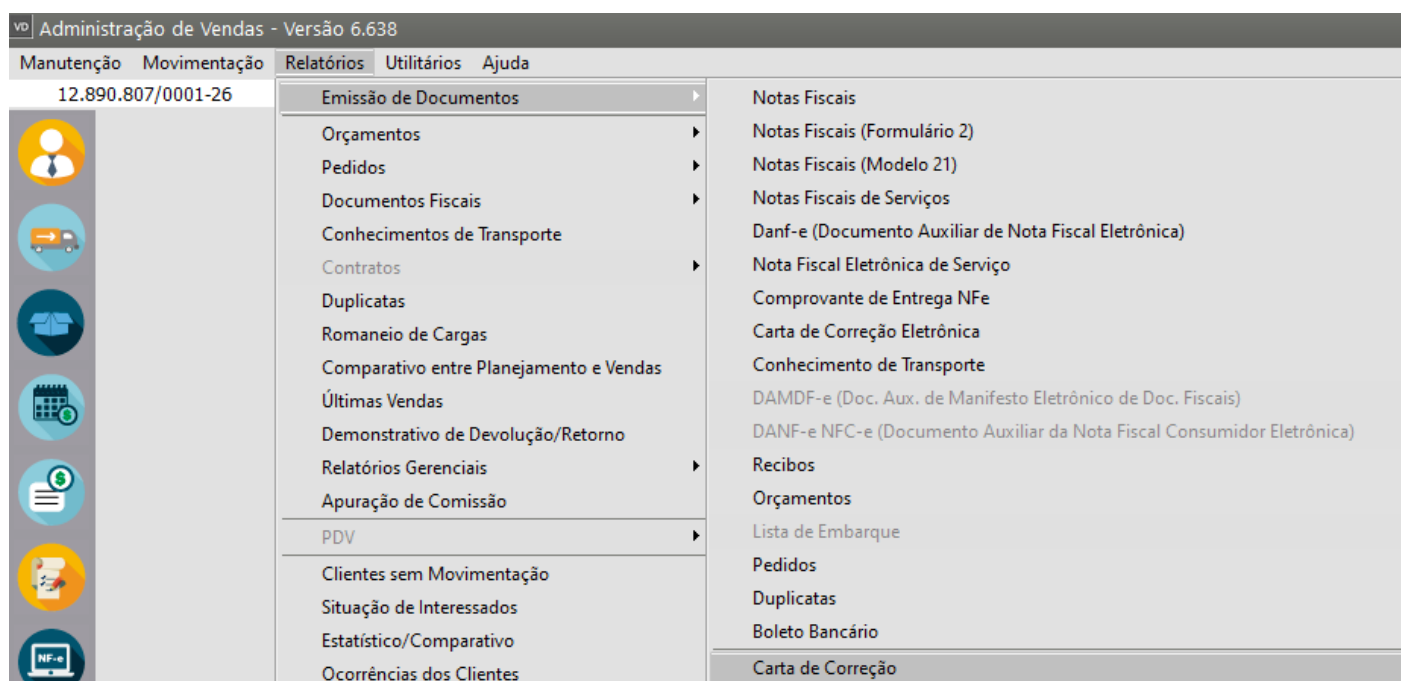 VD Administração de Vendas - Versão 6.638
Manutenção Movimentação Relatórios Utilitários Ajuda
12.890.807/0001-26
Emissão de Documentos
Orçamentos
Pedidos
Documentos Fiscais
Conhecimentos de Transporte
Contratos
Duplicatas
Romaneio de Cargas
Comparativo entre Planejamento e Vendas
Últimas Vendas
Demonstrativo de Devolução/Retorno
Relatórios Gerenciais
Apuração de Comissão
PDV
Clientes sem Movimentação
Situação de Interessados
Estatístico/Comparativo
Ocorrências dos Clientes
Notas Fiscais
Notas Fiscais (Formulário 2)
Notas Fiscais (Modelo 21)
Notas Fiscais de Serviços
Danf-e (Documento Auxiliar de Nota Fiscal Eletrônica)
Nota Fiscal Eletrônica de Serviço
Comprovante de Entrega NFe
Carta de Correção Eletrônica
Conhecimento de Transporte
DAMDF-e (Doc. Aux. de Manifesto Eletrônico de Doc. Fiscais)
DANF-e NFC-e (Documento Auxiliar da Nota Fiscal Consumidor Eletrônica)
Recibos
Orçamentos
Lista de Embarque
Pedidos
Duplicatas
Boleto Bancário
Carta de Correção
NF-e